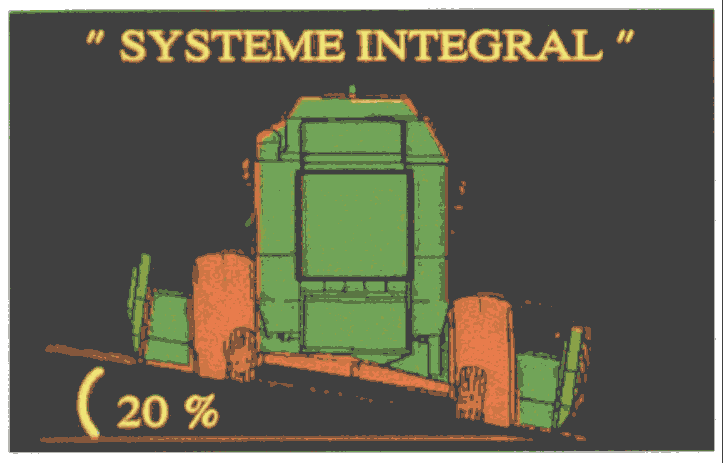 " SYSTEME INTEGRAL "
20 %